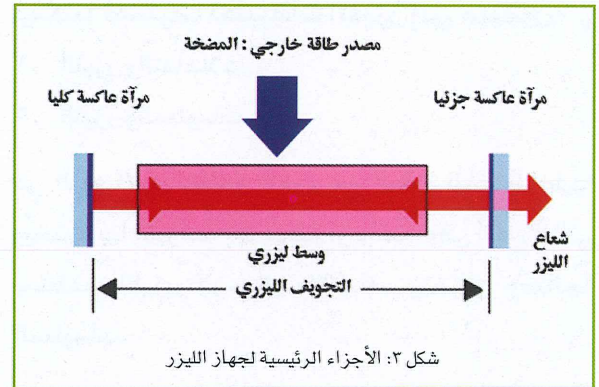 مصدر طاقة خارجي : المضخة
مرآة عاكسة جزئيا
مرآة عاكسة كليا
شعاع
الليزر
وسط ليزري
التجويف الليزري
شكل ٣: الأجزاء الرئيسية لجهاز الليزر